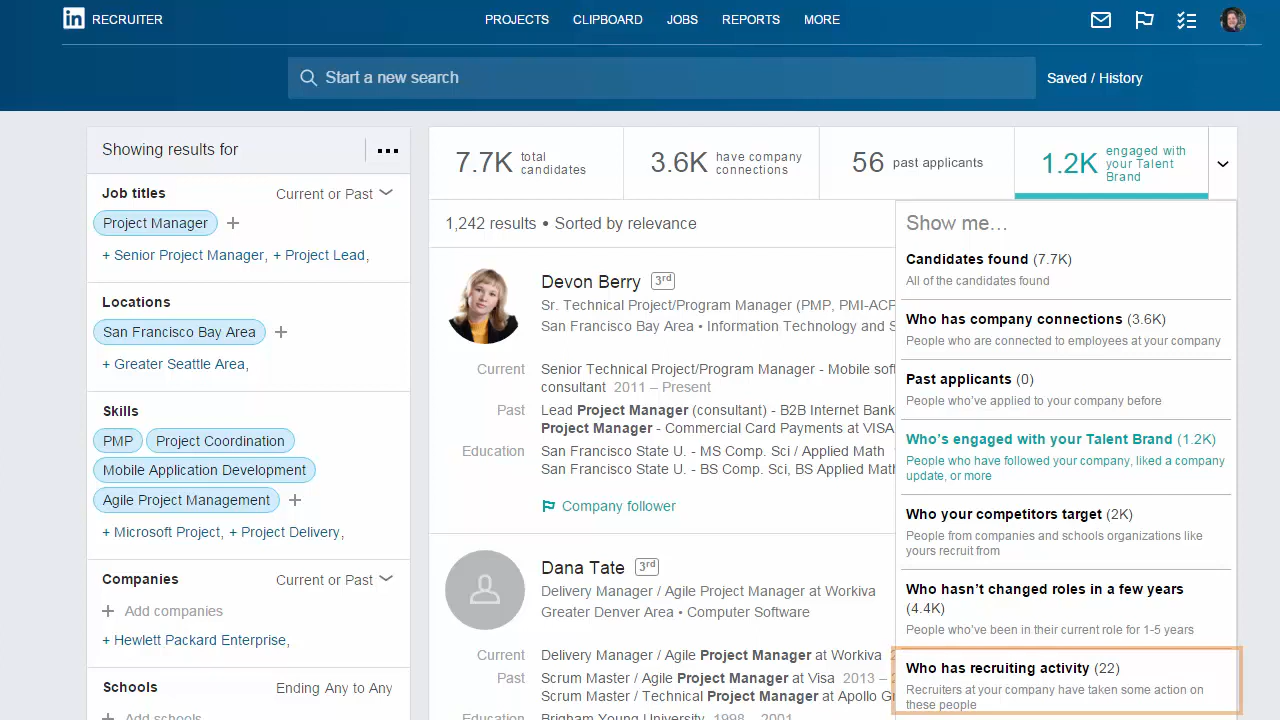 in RECRUITER
PROJECTS CLIPBOARD JOBS REPORTS MORE
Start a new search
Saved / History
Showing results for
Job titles
Current or Past
Project Manager +
+ Senior Project Manager, + Project Lead,
Locations
San Francisco Bay Area +
+ Greater Seattle Area,
Skills
PMP Project Coordination
Mobile Application Development
Agile Project Management +
+ Microsoft Project, + Project Delivery,
Companies
Current or Past
+ Add companies
+ Hewlett Packard Enterprise,
Schools
Ending Any to Any
+ Add schools
7.7K total
candidates
3.6K have company
connections
56 past applicants
1.2K engaged with
your Talent
Brand
1,242 results • Sorted by relevance
Devon Berry 3rd
Sr. Technical Project/Program Manager (PMP, PMI-ACP
San Francisco Bay Area • Information Technology and S
Current
Senior Technical Project/Program Manager - Mobile soft
consultant 2011 – Present
Past
Lead Project Manager (consultant) - B2B Internet Bank
Project Manager - Commercial Card Payments at VISA
Education
San Francisco State U. - MS Comp. Sci / Applied Math
San Francisco State U. - BS Comp. Sci, BS Applied Math
Company follower
Dana Tate 3rd
Delivery Manager / Agile Project Manager at Workiva
Greater Denver Area • Computer Software
Current
Delivery Manager / Agile Project Manager at Workiva
Past
Scrum Master / Agile Project Manager at Visa 2013 –
Scrum Master / Technical Project Manager at Apollo Gr
Education
Brigham Young University 1998 – 2001
Show me…
Candidates found (7.7K)
All of the candidates found
Who has company connections (3.6K)
People who are connected to employees at your company
Past applicants (0)
People who've applied to your company before
Who's engaged with your Talent Brand (1.2K)
People who have followed your company, liked a company
update, or more
Who your competitors target (2K)
People from companies and schools organizations like
yours recruit from
Who hasn't changed roles in a few years
(4.4K)
People who've been in their current role for 1-5 years
Who has recruiting activity (22)
Recruiters at your company have taken some action on
these people